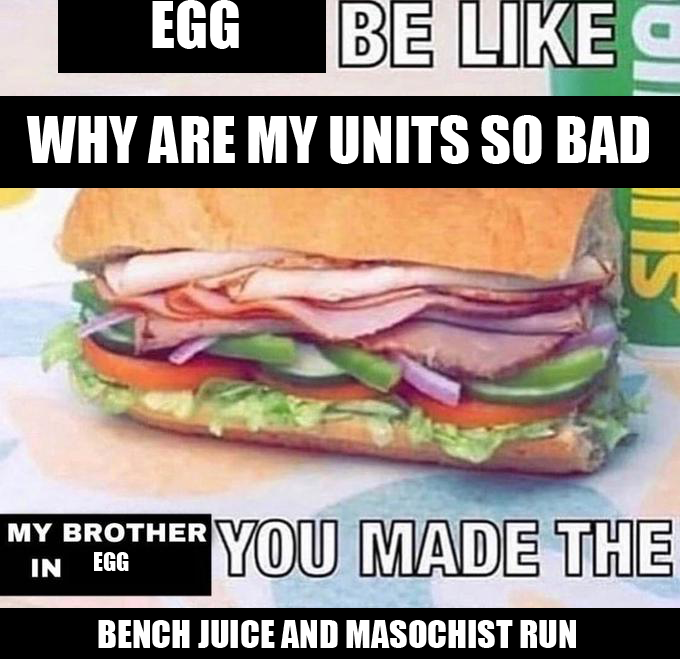 EGG BE LIKE
WHY ARE MY UNITS SO BAD
MY BROTHER
IN EGG
YOU MADE THE
BENCH JUICE AND MASOCHIST RUN